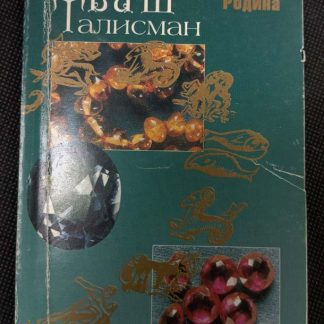 Родина
Ваш
Талисман